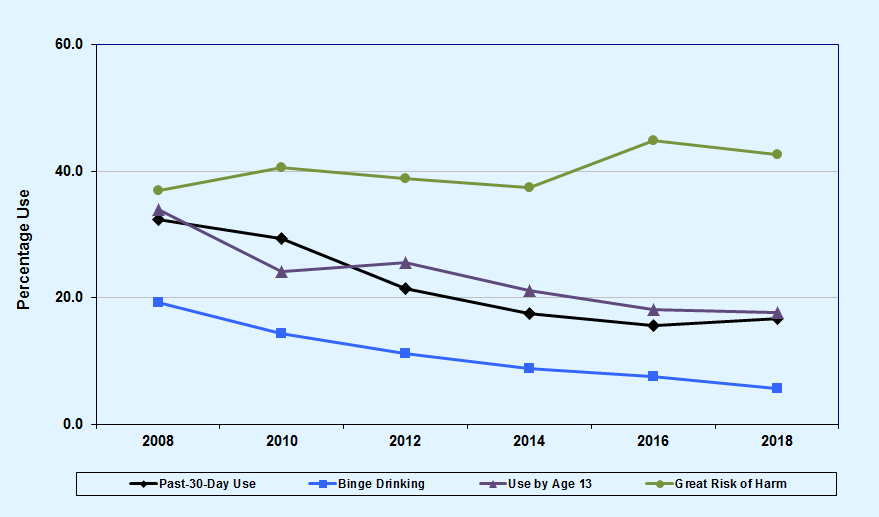 60.0
40.0
20.0
0.0
Percentage Use
2008 2010 2012 2014 2016 2018
Past-30-Day Use Binge Drinking Use by Age 13 Great Risk of Harm